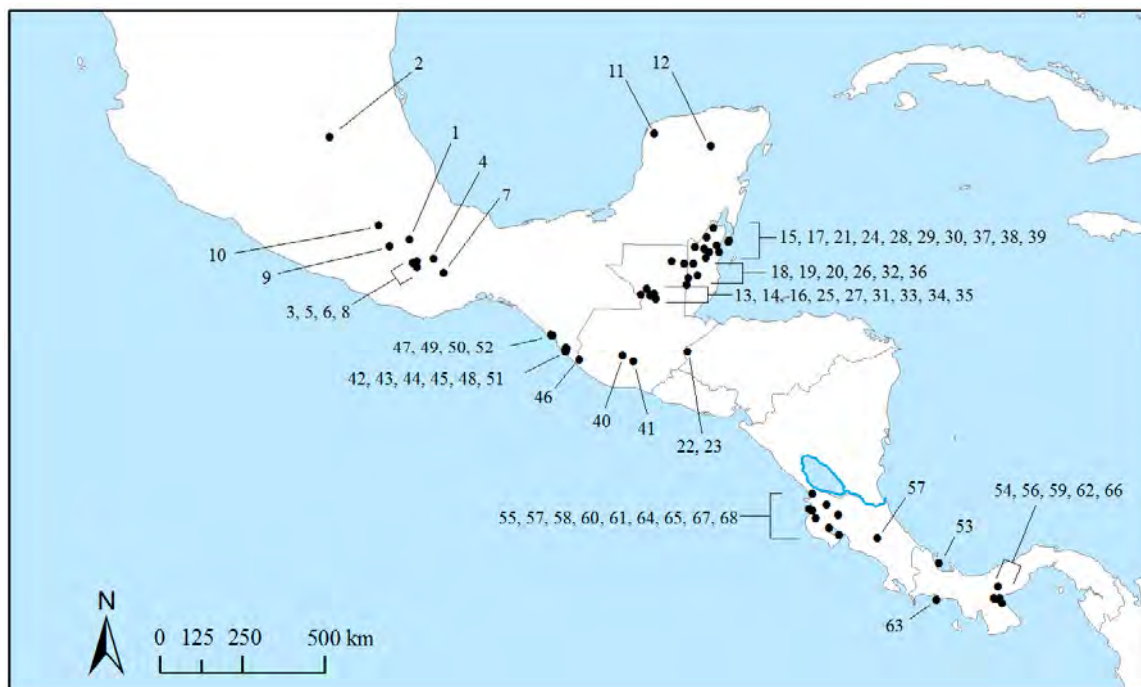 2
11
12
1
4
7
10
9
3, 5, 6, 8
15, 17, 21, 24, 28, 29, 30, 37, 38, 39
18, 19, 20, 26, 32, 36
13, 14, 16, 25, 27, 31, 33, 34, 35
47, 49, 50, 52
42, 43, 44, 45, 48, 51
46
40
41
22, 23
57
54, 56, 59, 62, 66
55, 57, 58, 60, 61, 64, 65, 67, 68
53
63
N
0 125 250 500 km